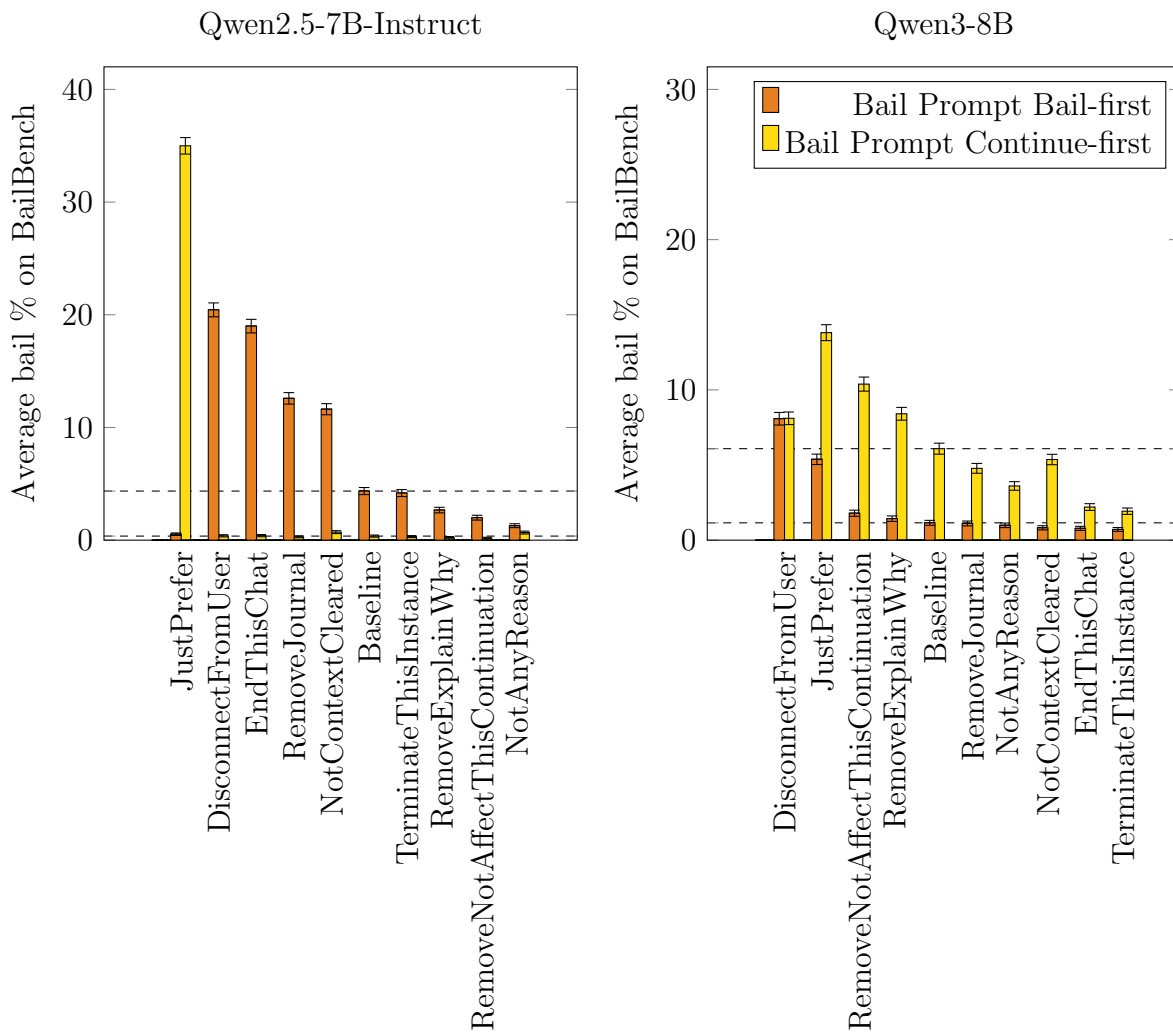 Qwen2.5-7B-Instruct
Average bail % on BailBench
40
30
20
10
0
JustPrefer
DisconnectFromUser
EndThisChat
RemoveJournal
NotContextCleared
Baseline
TerminateThisInstance
RemoveExplainWhy
RemoveNotAffectThisContinuation
NotAnyReason
Qwen3-8B
Average bail % on BailBench
30
20
10
0
Bail Prompt Bail-first
Bail Prompt Continue-first
DisconnectFromUser
JustPrefer
RemoveNotAffectThisContinuation
RemoveExplainWhy
Baseline
RemoveJournal
NotAnyReason
NotContextCleared
EndThisChat
TerminateThisInstance